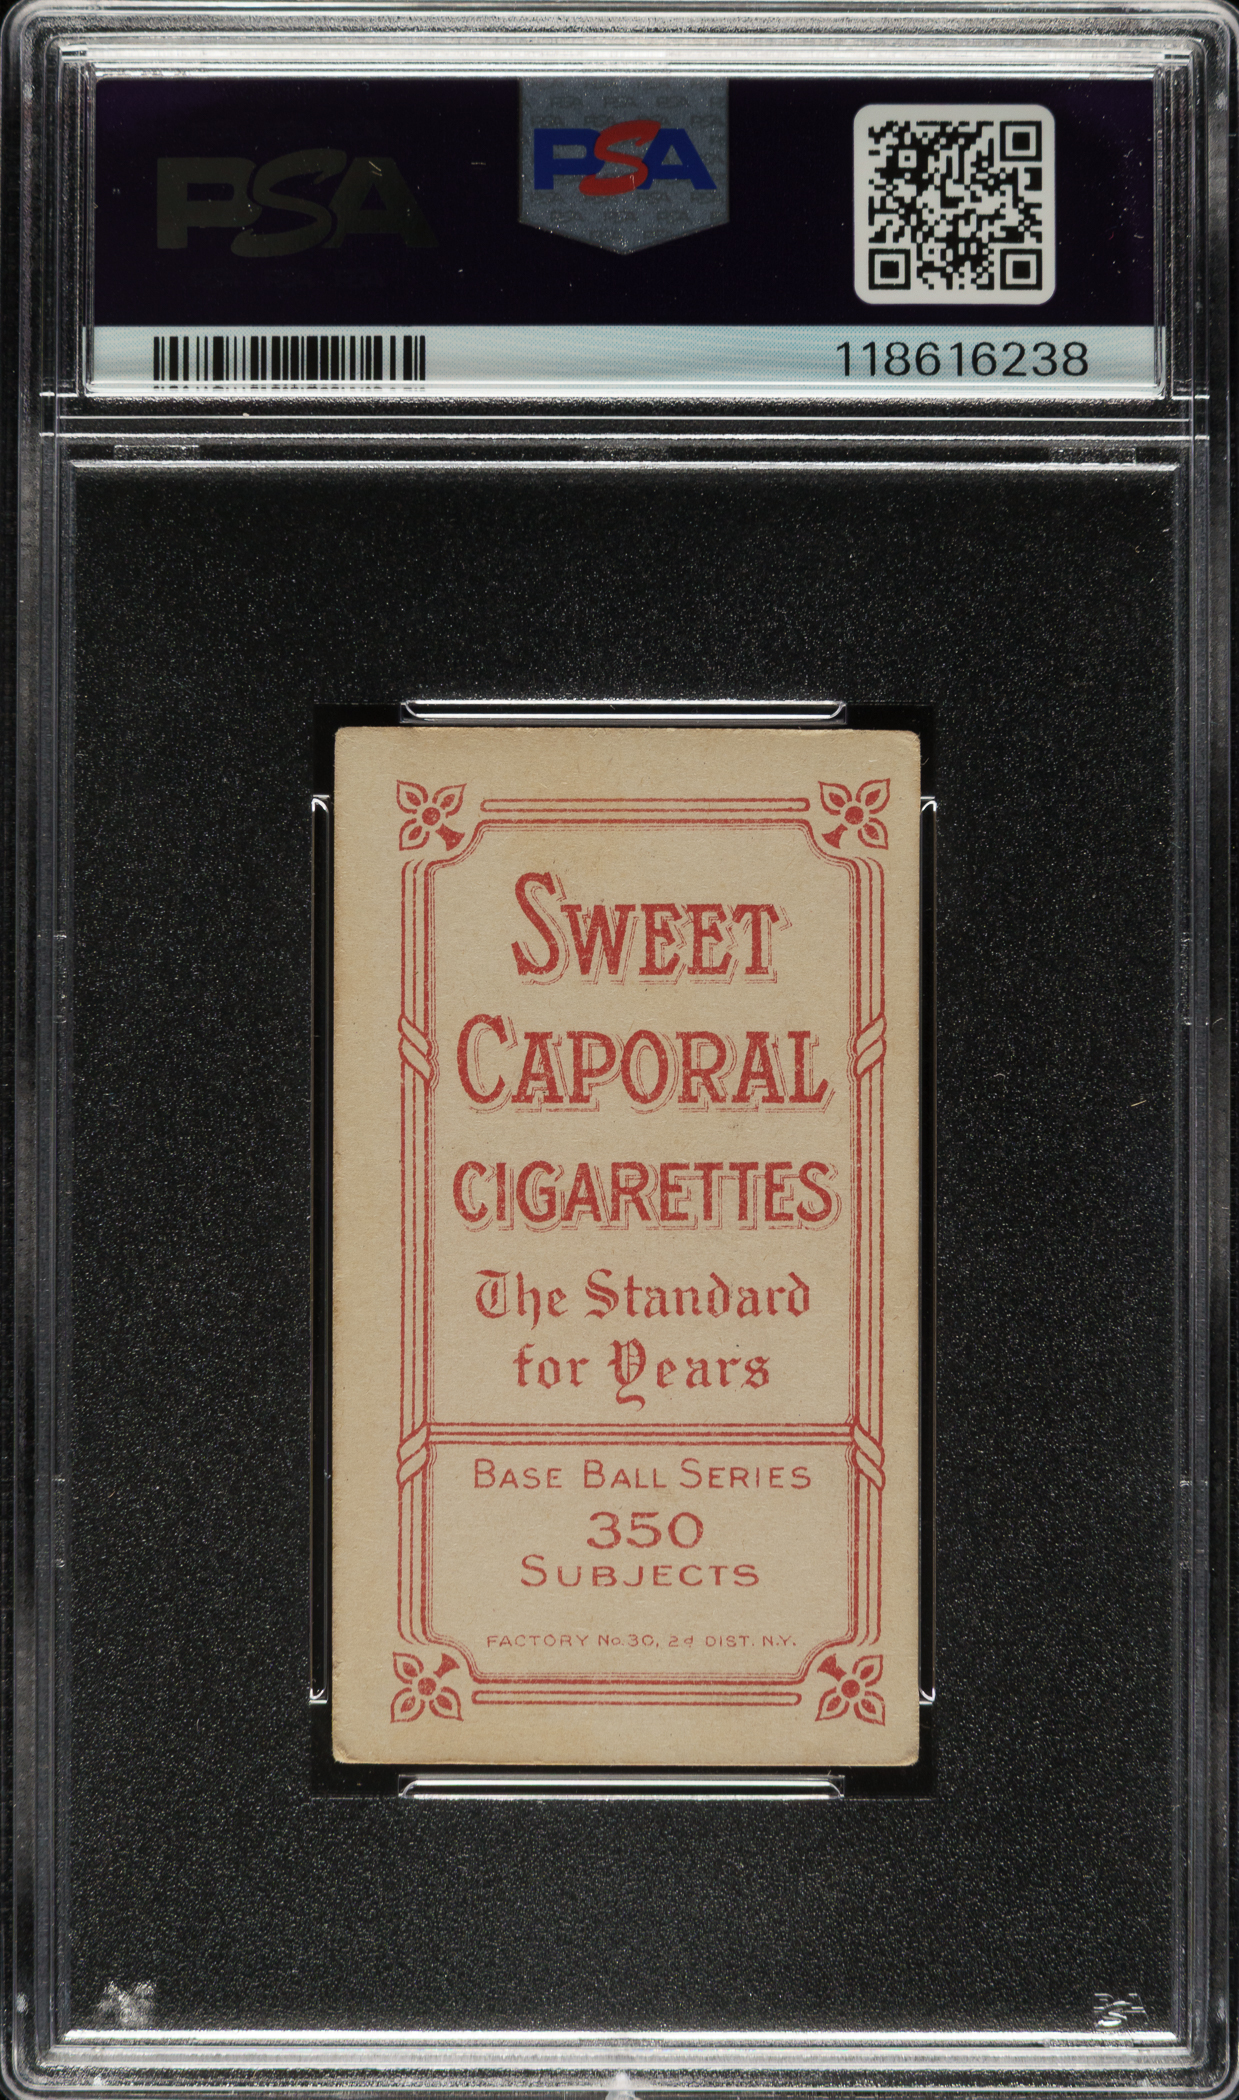 PSA
PSA
118616238
SWEET
CAPORAL
CIGARETTES
The Standard
for Years
BASE BALL SERIES
350
SUBJECTS
FACTORY No. 30, 2d DIST. N.Y.
PSA